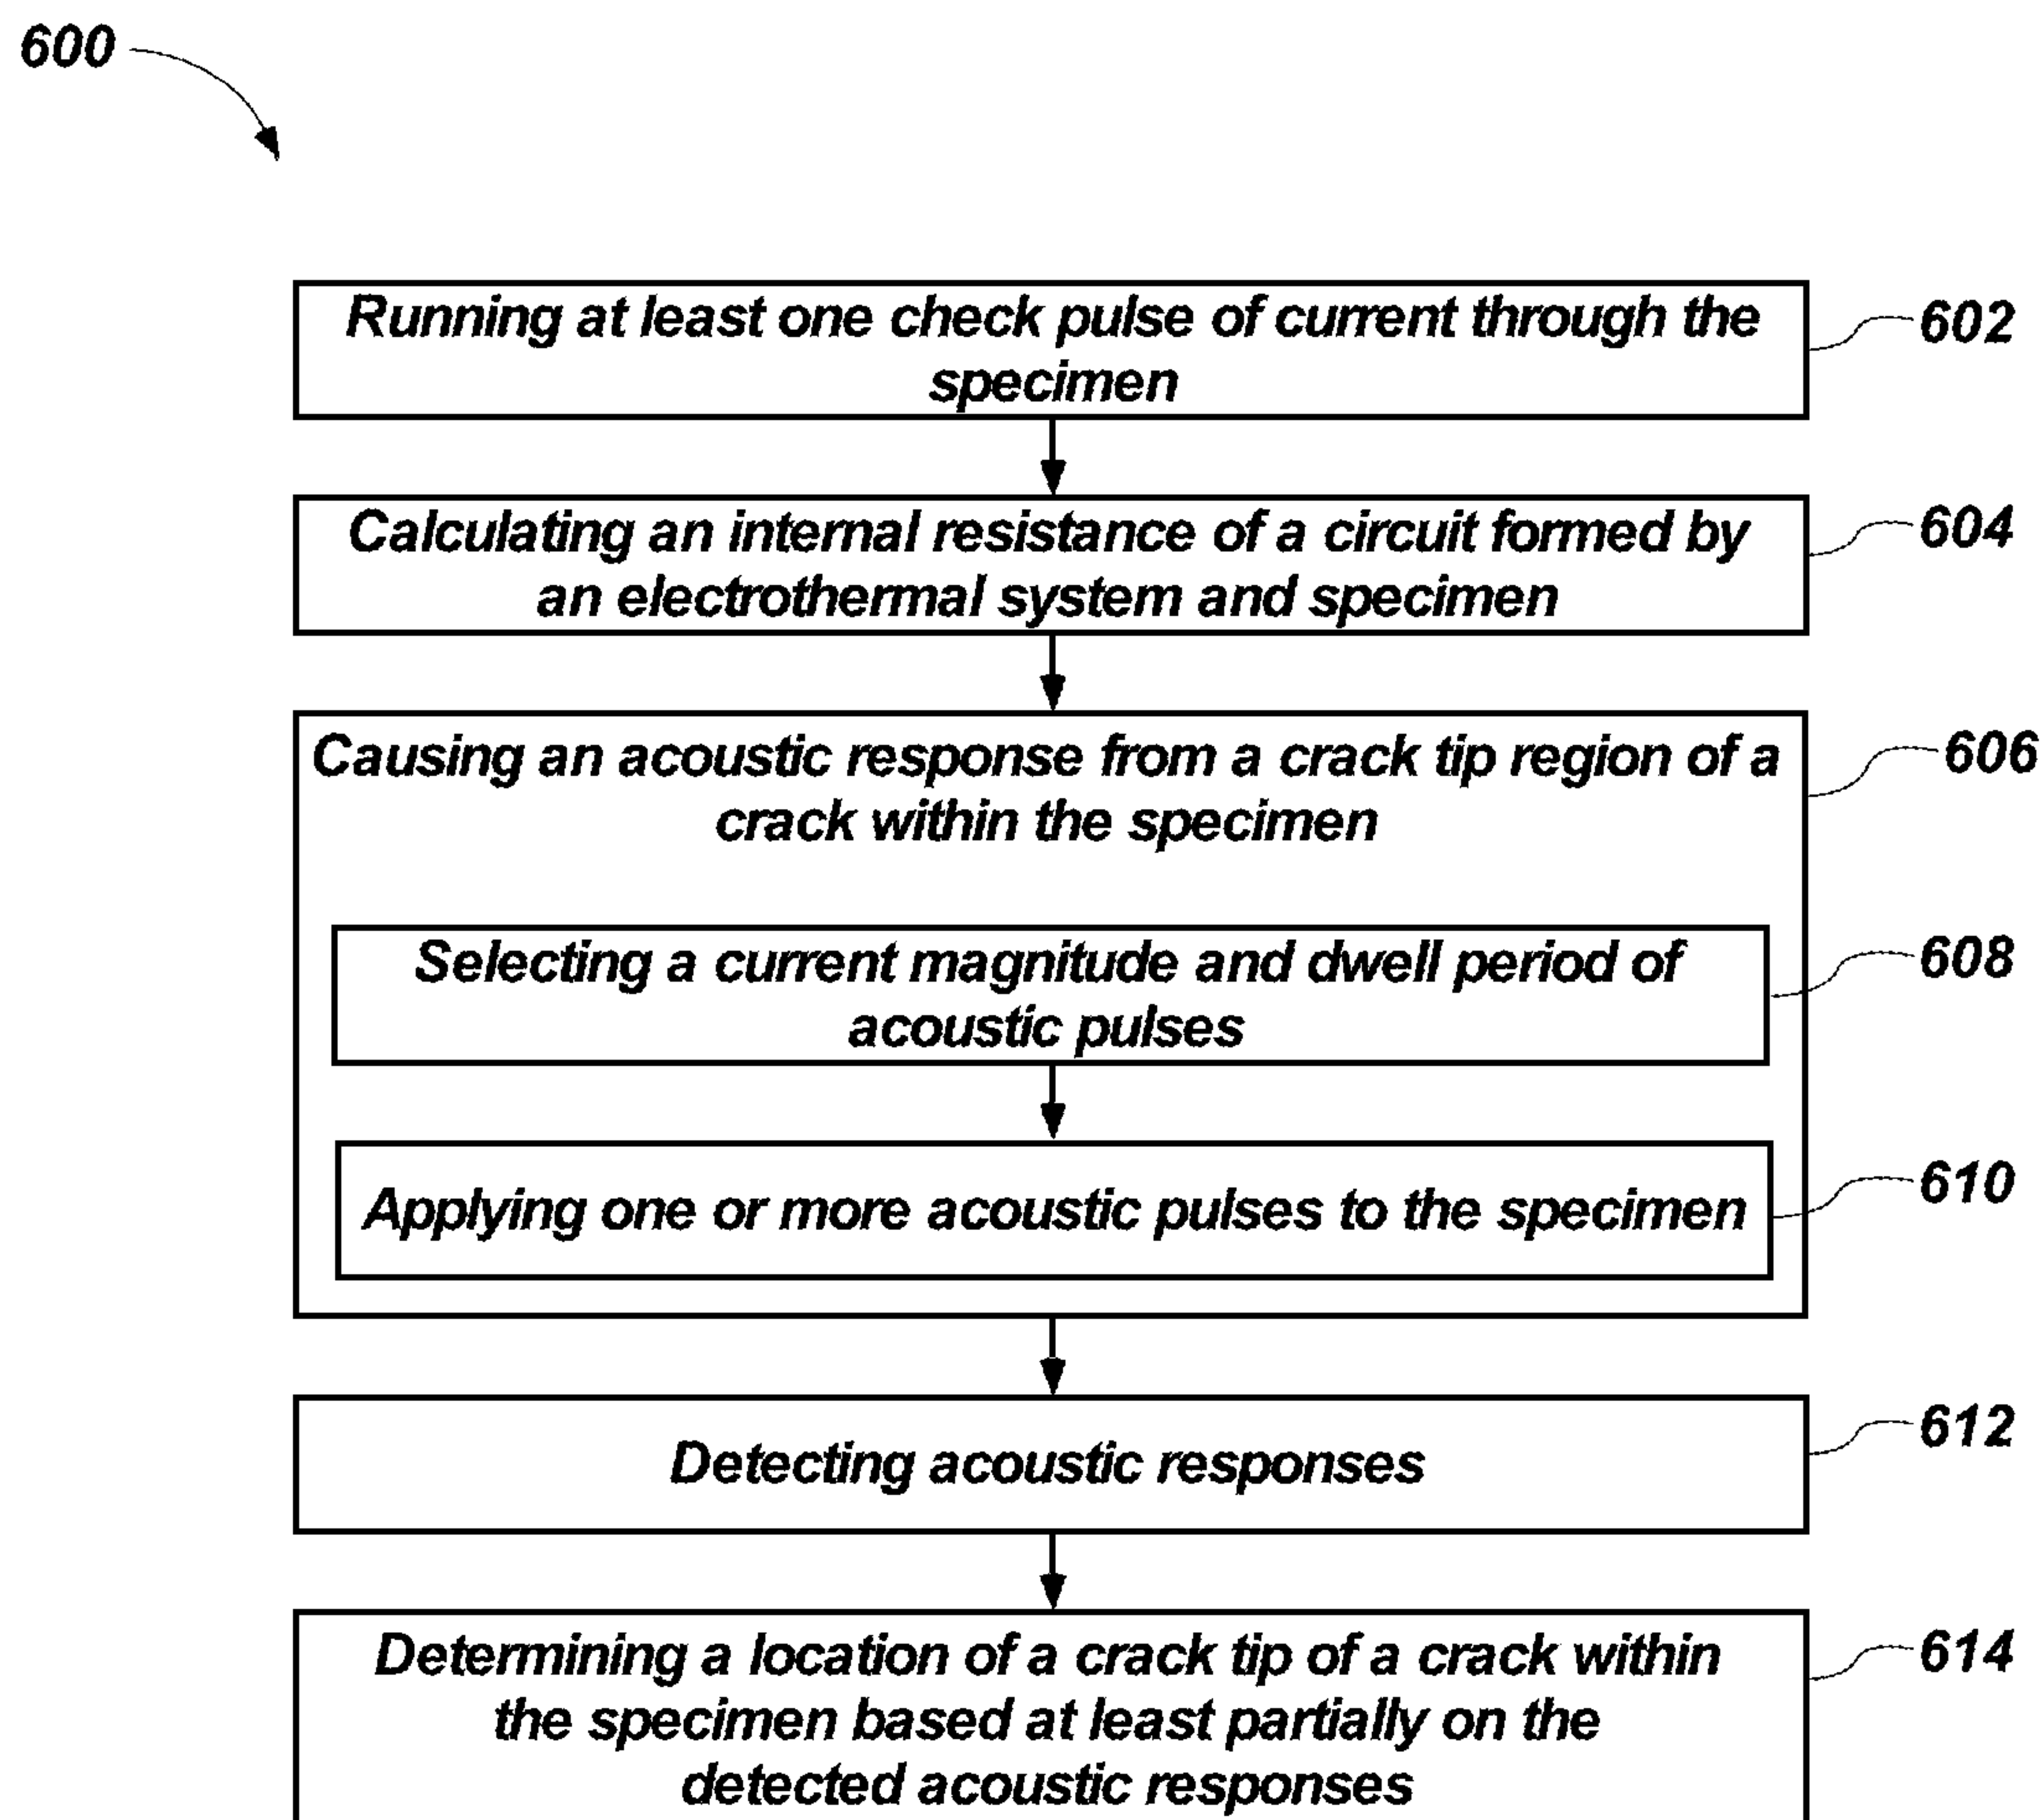 600
Running at least one check pulse of current through the
specimen
602
Calculating an internal resistance of a circuit formed by
an electrothermal system and specimen
604
Causing an acoustic response from a crack tip region of a
crack within the specimen
606
Selecting a current magnitude and dwell period of
acoustic pulses
608
Applying one or more acoustic pulses to the specimen
610
Detecting acoustic responses
612
Determining a location of a crack tip of a crack within
the specimen based at least partially on the
detected acoustic responses
614